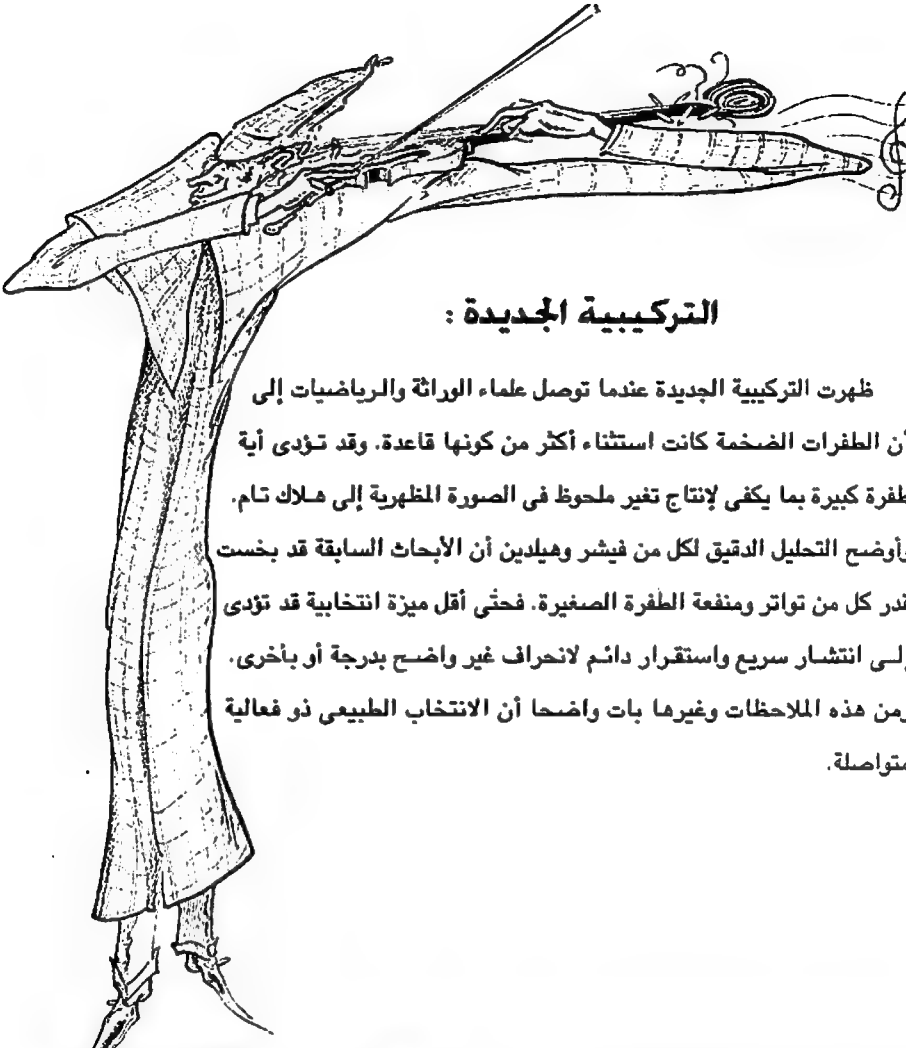 التركيبية الجديدة :
ظهرت التركيبية الجديدة عندما توصل علماء الوراثة والرياضيات إلى
أن الطفرات الضخمة كانت استثناء أكثر من كونها قاعدة. وقد تؤدى أية
طفرة كبيرة بما يكفى لإنتاج تغير ملحوظ فى الصورة المظهرية إلى هلاك تام.
وأوضح التحليل الدقيق لكل من فيشر وهيلدين أن الأبحاث السابقة قد بخست
قدر كل من تواتر ومنفعة الطفرة الصغيرة. فحتّى أقل ميزة انتخابية قد تؤدى
إلى انتشار سريع واستقرار دائم لانحراف غير واضح بدرجة أو بأخرى.
ومن هذه الملاحظات وغيرها بات واضحا أن الانتخاب الطبيعى ذو فعالية
متواصلة.